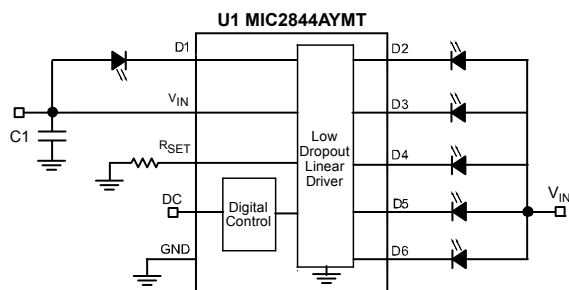 U1 MIC2844AYMT
D1
D2
VIN
D3
C1
RSET
Low
Dropout
Linear
Driver
D4
DC
Digital
Control
D5
VIN
GND
D6